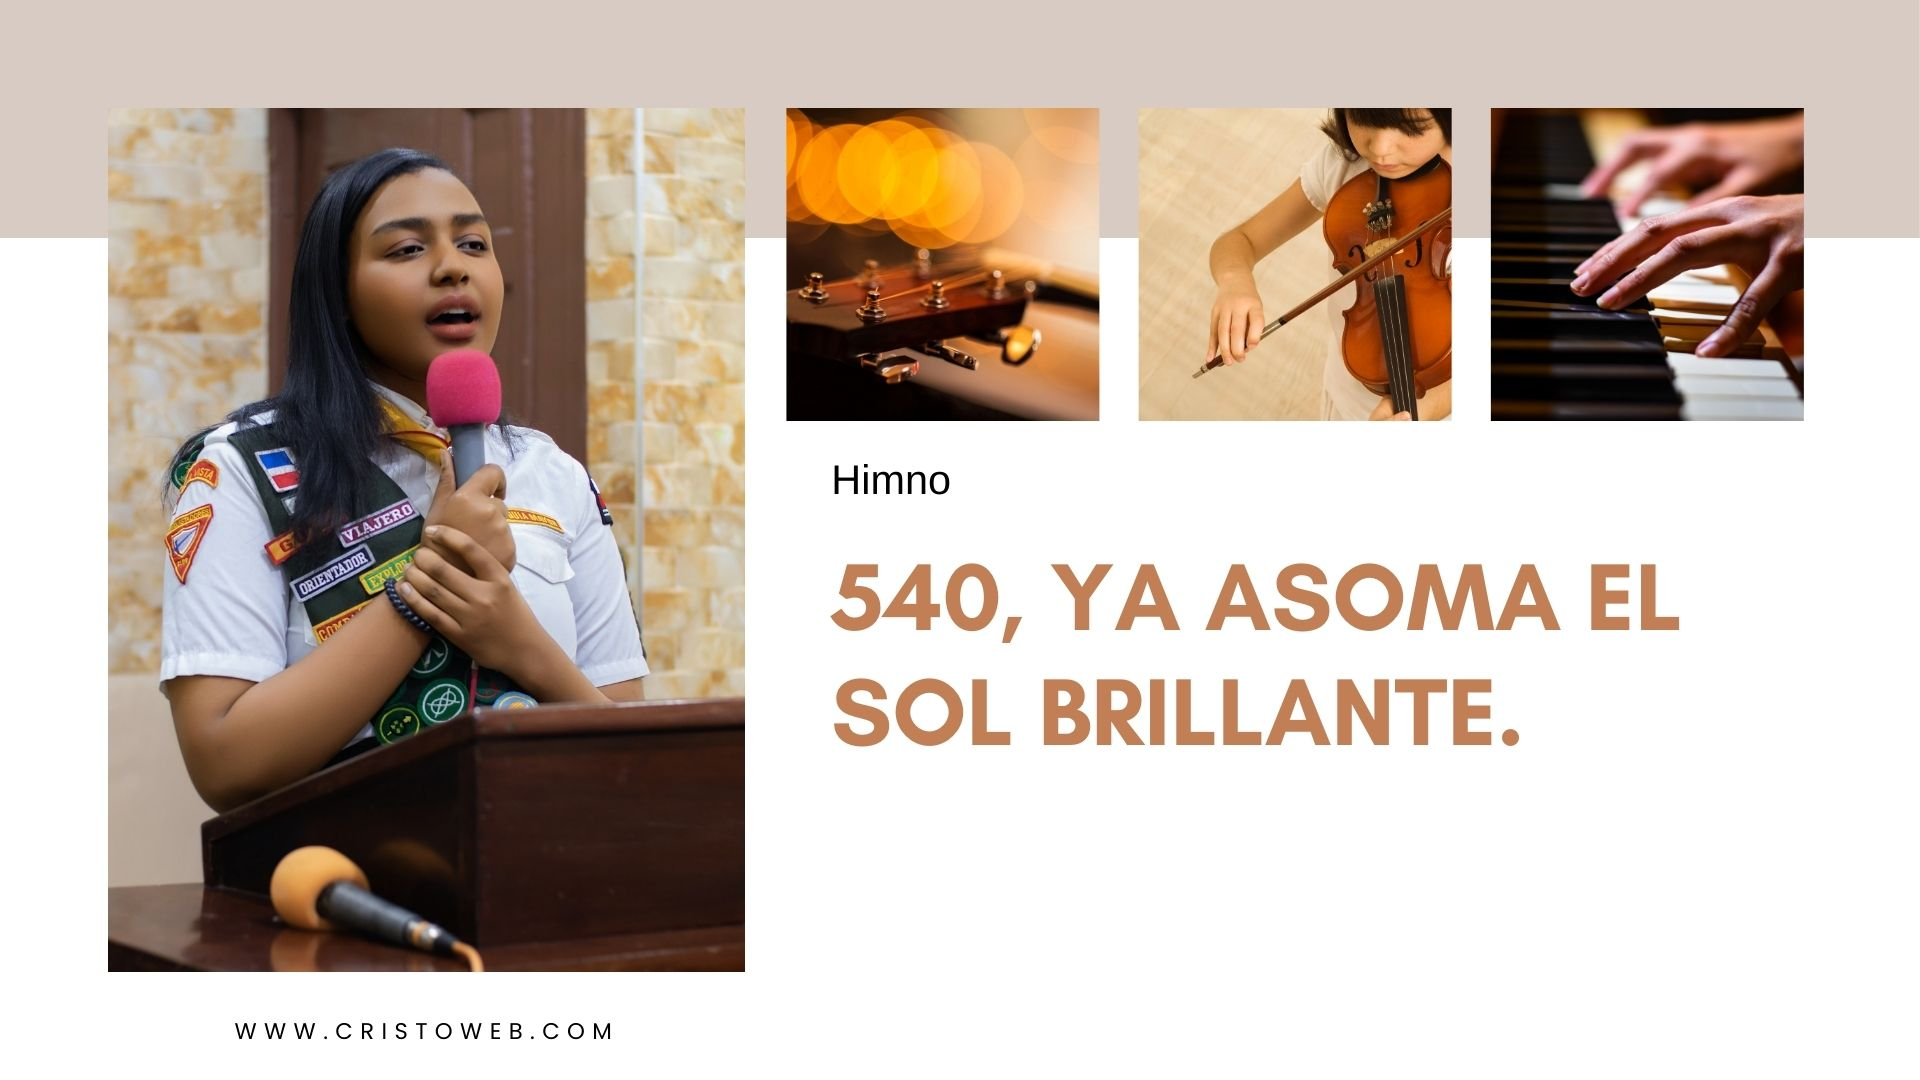 VIAJERO
ORIENTADOR
Himno
540, YA ASOMA EL
SOL BRILLANTE.
WWW.CRISTOWEB.COM